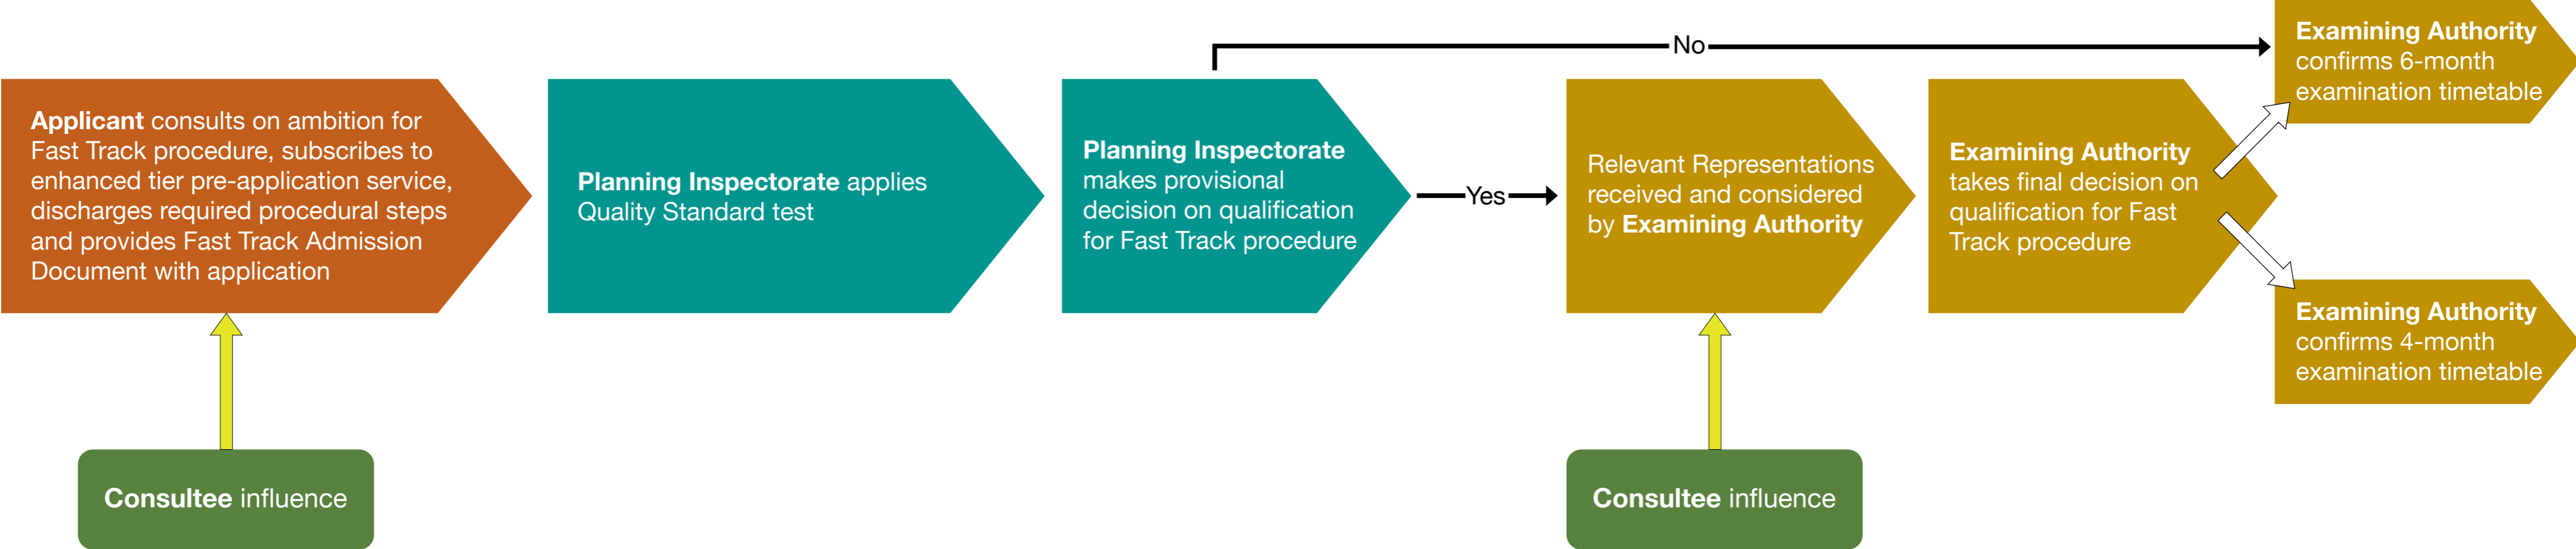 Applicant consults on ambition for
Fast Track procedure, subscribes to
enhanced tier pre-application service,
discharges required procedural steps
and provides Fast Track Admission
Document with application
Consultee influence
Planning Inspectorate applies
Quality Standard test
Planning Inspectorate
makes provisional
decision on qualification
for Fast Track procedure
No
Yes
Relevant Representations
received and considered
by Examining Authority
Consultee influence
Examining Authority
takes final decision on
qualification for Fast
Track procedure
Examining Authority
confirms 6-month
examination timetable
Examining Authority
confirms 4-month
examination timetable